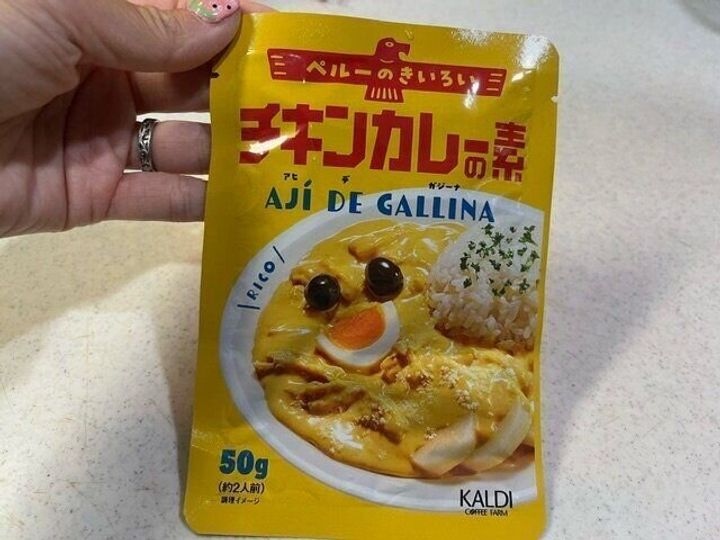 ペルーのきいろい
チキンカレーの素
アヒ デ ガジーナ
AJÍ DE GALLINA
RICO
50g
(約2人前)
調理イメージ
KALDI
COFFEE FARM